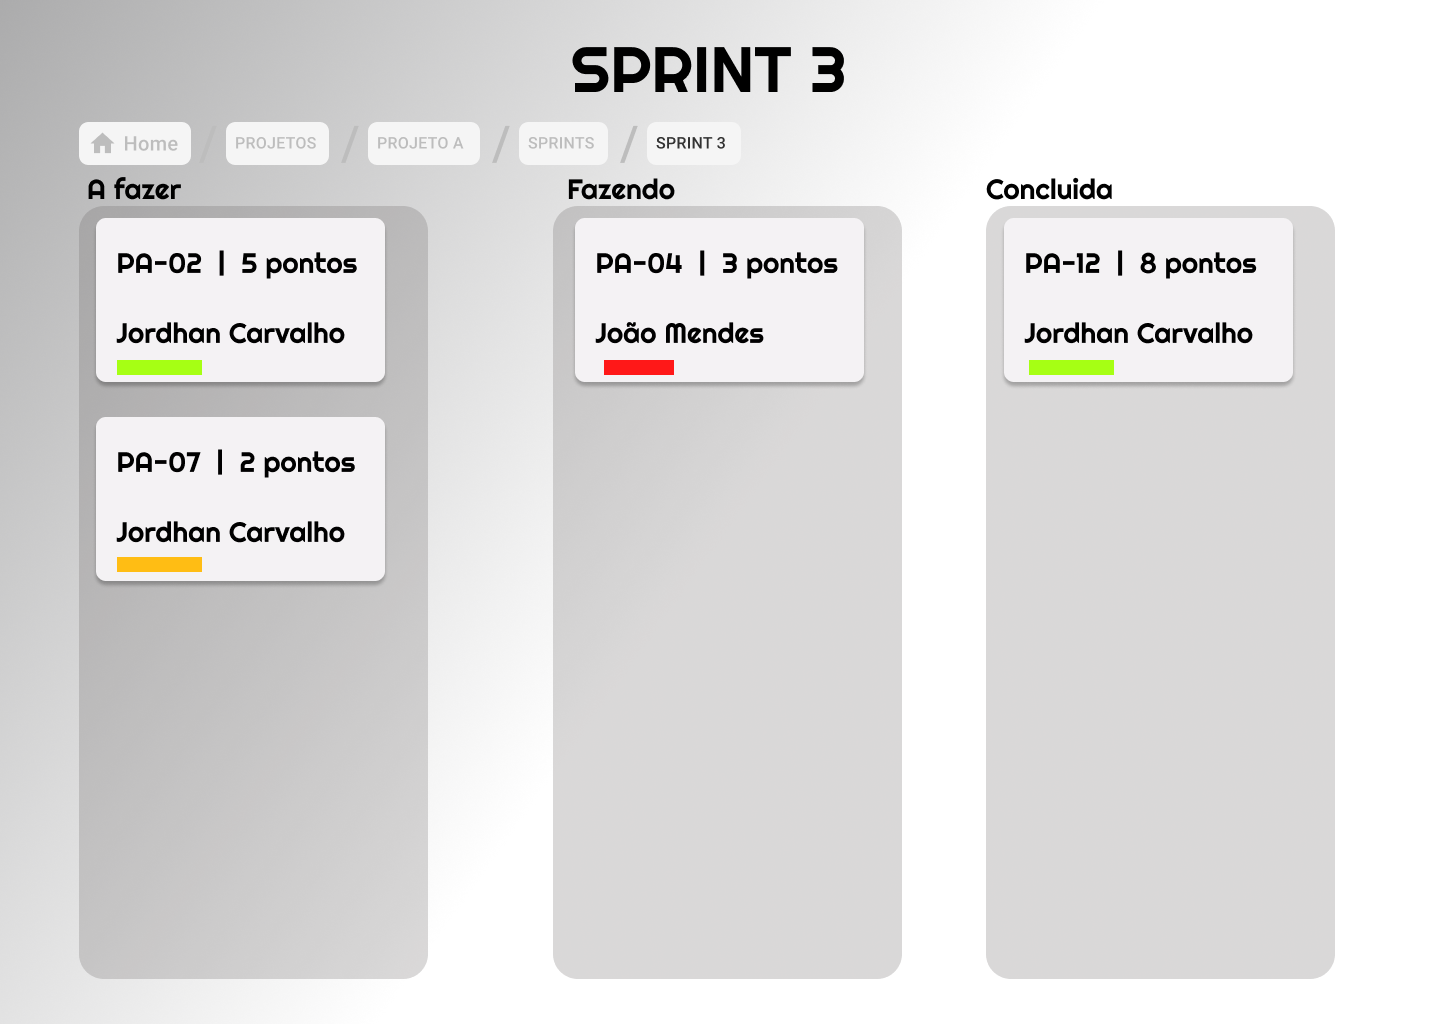 SPRINT 3
Home / PROJETOS / PROJETO A / SPRINTS / SPRINT 3
A fazer
PA-02 | 5 pontos
Jordhan Carvalho
PA-07 | 2 pontos
Jordhan Carvalho
Fazendo
PA-04 | 3 pontos
João Mendes
Concluida
PA-12 | 8 pontos
Jordhan Carvalho